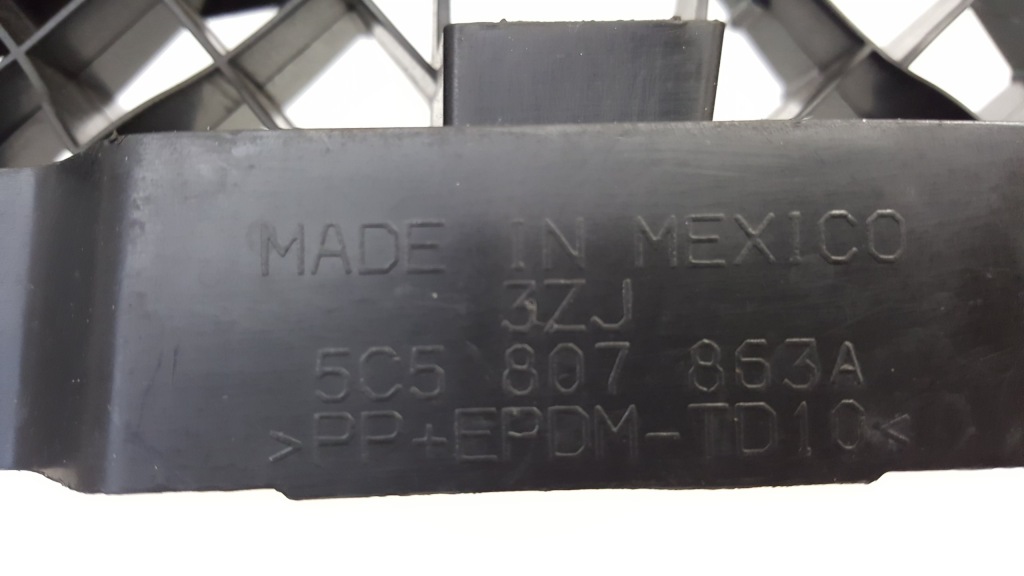 MADE IN MEXICO
3ZJ
5C5 807 863A
>PP+EPDM-TD10<